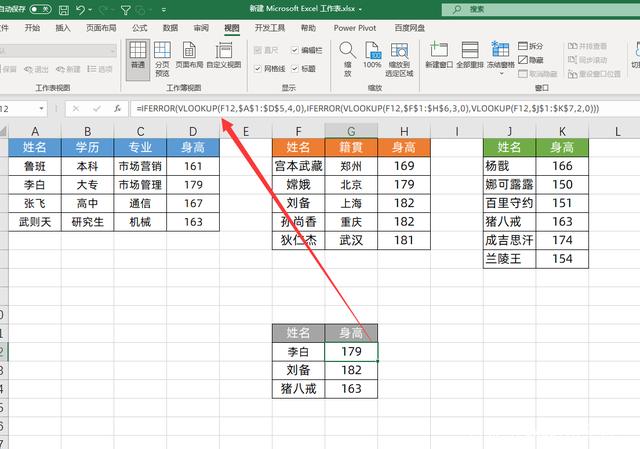 自动保存 关 新建 Microsoft Excel 工作表.xlsx 搜索
文件 开始 插入 页面布局 公式 数据 审阅 视图 开发工具 帮助 Power Pivot 百度网盘
默认
保留 退出 新建 选项
工作表视图
普通 分页预览 页面布局 自定义视图
工作簿视图
直尺 编辑栏
网格线 标题
显示
缩放 100% 缩放到选定区域
缩放
新建窗口 全部重排 冻结窗格
拆分
隐藏
取消隐藏
并排查看
同步滚动
重设窗口位置
窗口
12 =IFERROR(VLOOKUP(F12,$A$1:$D$5,4,0),IFERROR(VLOOKUP(F12,$F$1:$H$6,3,0),VLOOKUP(F12,$J$1:$K$7,2,0)))
A B C D E F G H I J K
姓名 学历 专业 身高 姓名 籍贯 身高 姓名 身高
鲁班 本科 市场营销 161 宫本武藏 郑州 169 杨戬 166
李白 大专 市场管理 179 嫦娥 北京 179 娜可露露 150
张飞 高中 通信 167 刘备 上海 182 百里守约 151
武则天 研究生 机械 163 孙尚香 重庆 182 猪八戒 163
狄仁杰 武汉 181 成吉思汗 174
兰陵王 154
0
1 姓名 身高
2 李白 179
3 刘备 182
4 猪八戒 163
5
6
7